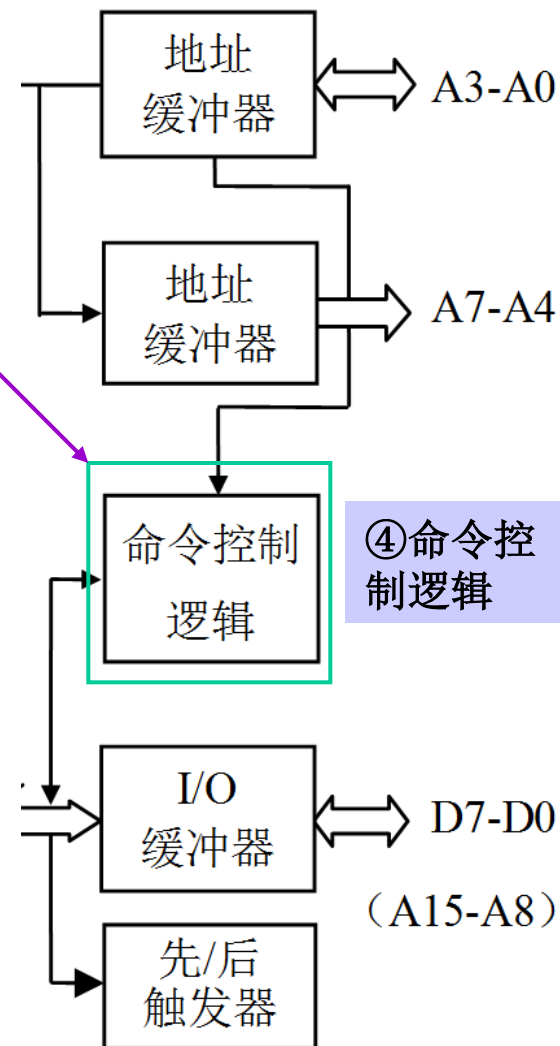 地址
缓冲器
A3-A0
地址
缓冲器
A7-A4
命令控制
逻辑
④命令控
制逻辑
I/O
缓冲器
D7-D0
（A15-A8）
先/后
触发器